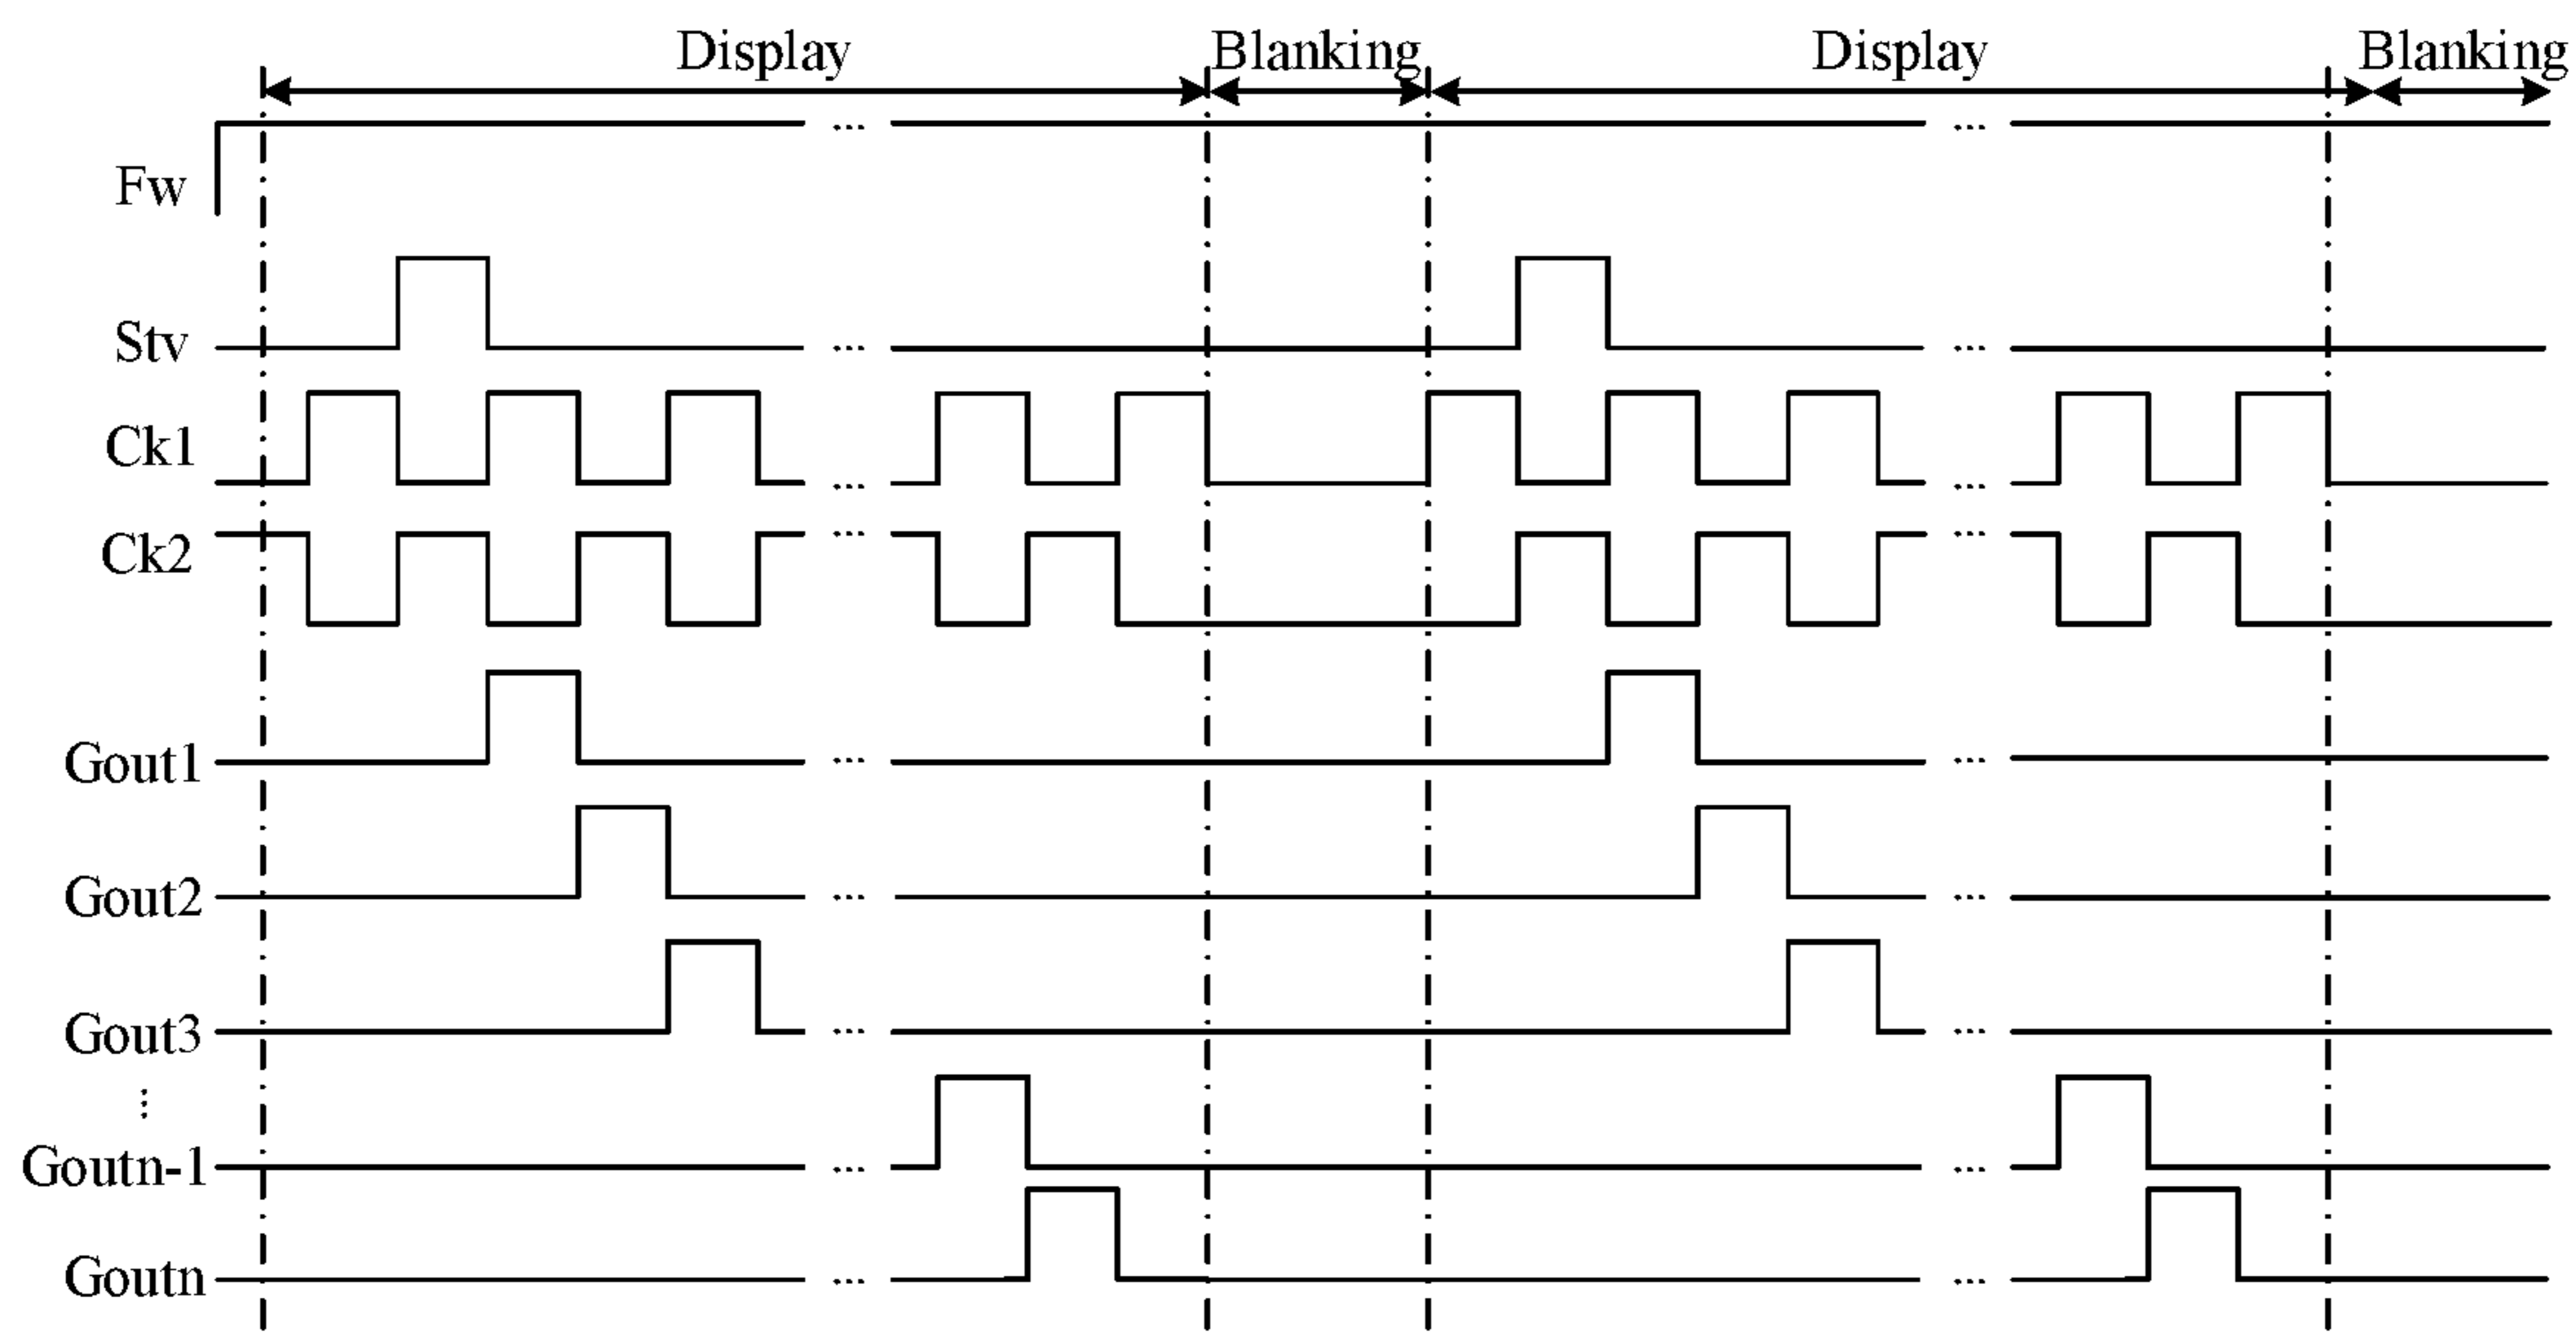 Display Blanking Display Blanking
Fw ... ...
Stv ... ...
Ck1 ... ...
Ck2 ... ...
Gout1 ... ...
Gout2 ... ...
Gout3 ... ...
...
Goutn-1 ... ...
Goutn ... ...